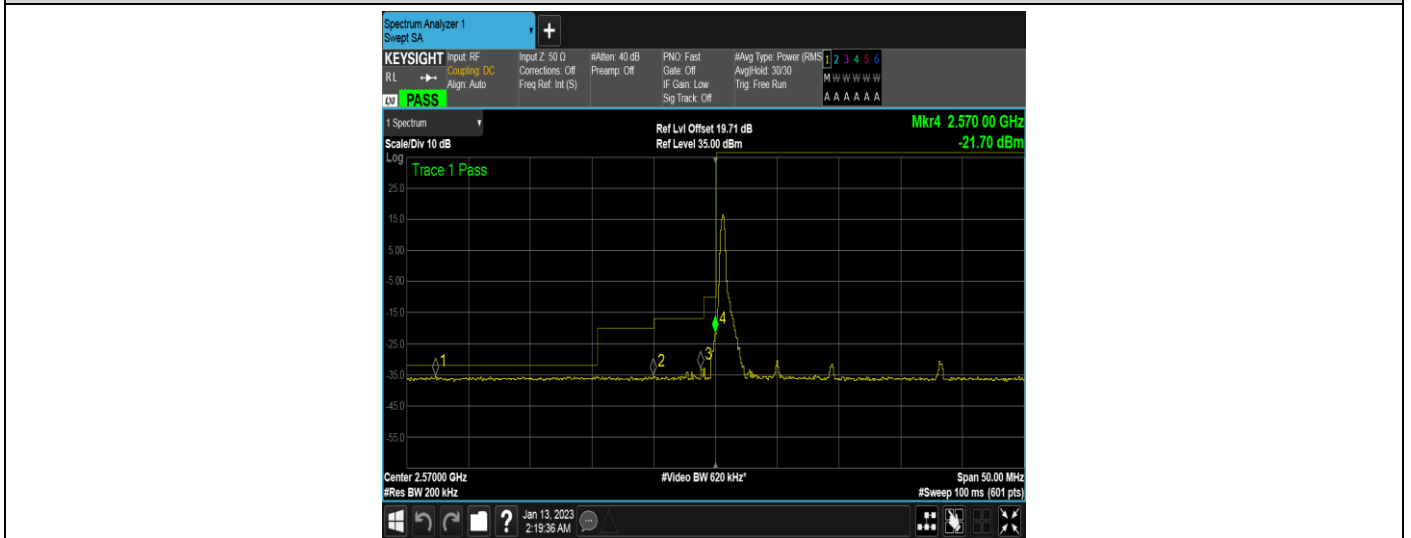 Spectrum Analyzer 1
Swept SA
+
KEYSIGHT
RL
LXI PASS
Input: RF
Coupling: DC
Align: Auto
Input Z: 50 Ω
Corrections: Off
Freq Ref: Int (S)
#Atten: 40 dB
Preamp: Off
PNO: Fast
Gate: Off
IF Gain: Low
Sig Track: Off
#Avg Type: Power (RMS
Avg|Hold: 30/30
Trig: Free Run
1 2 3 4 5 6
M W W W W W
A A A A A A
1 Spectrum
Scale/Div 10 dB
Ref Lvl Offset 19.71 dB
Ref Level 35.00 dBm
Mkr4 2.570 00 GHz
-21.70 dBm
Log
Trace 1 Pass
25.0
15.0
5.00
-5.00
-15.0
-25.0
-35.0
-45.0
-55.0
1
2
3
4
Center 2.57000 GHz
#Res BW 200 kHz
#Video BW 620 kHz*
Span 50.00 MHz
#Sweep 100 ms (601 pts)
?
Jan 13, 2023
2:19:36 AM